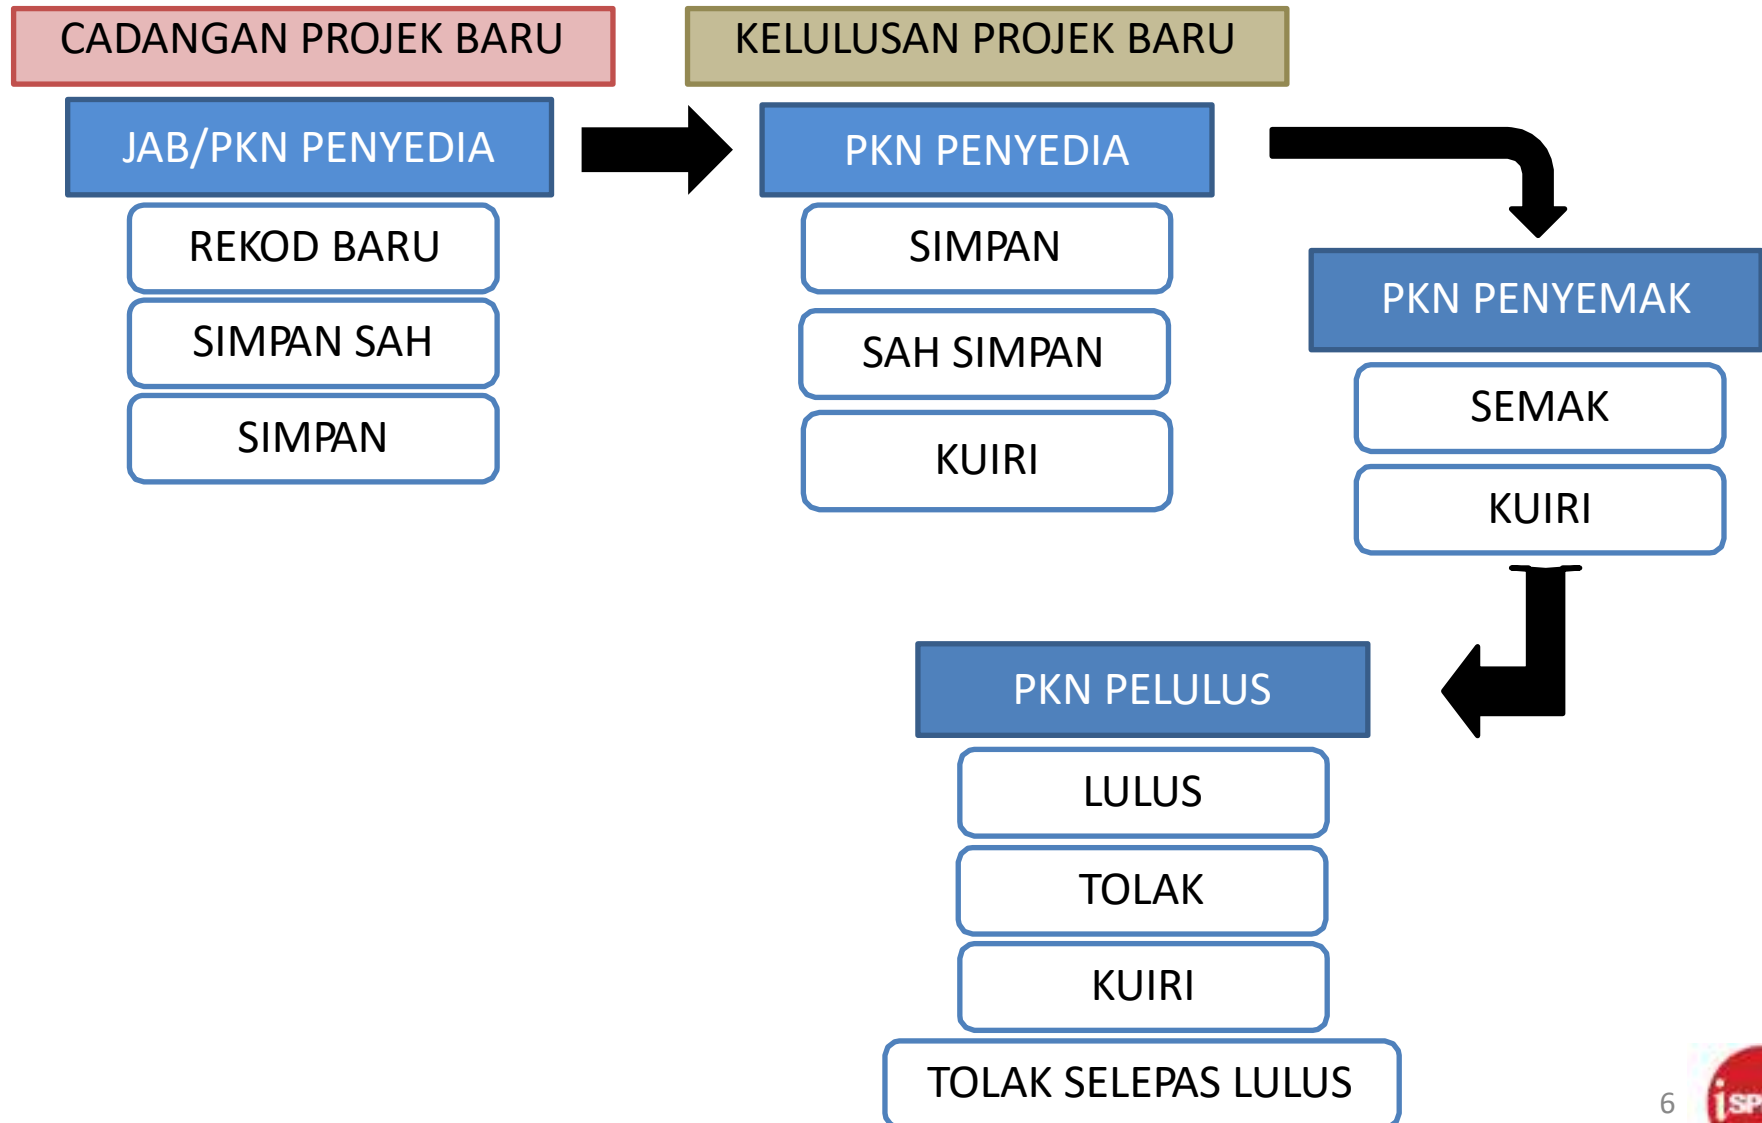 CADANGAN PROJEK BARU
KELULUSAN PROJEK BARU
JAB/PKN PENYEDIA
REKOD BARU
SIMPAN SAH
SIMPAN
PKN PENYEDIA
SIMPAN
SAH SIMPAN
KUIRI
PKN PENYEMAK
SEMAK
KUIRI
PKN PELULUS
LULUS
TOLAK
KUIRI
TOLAK SELEPAS LULUS
6